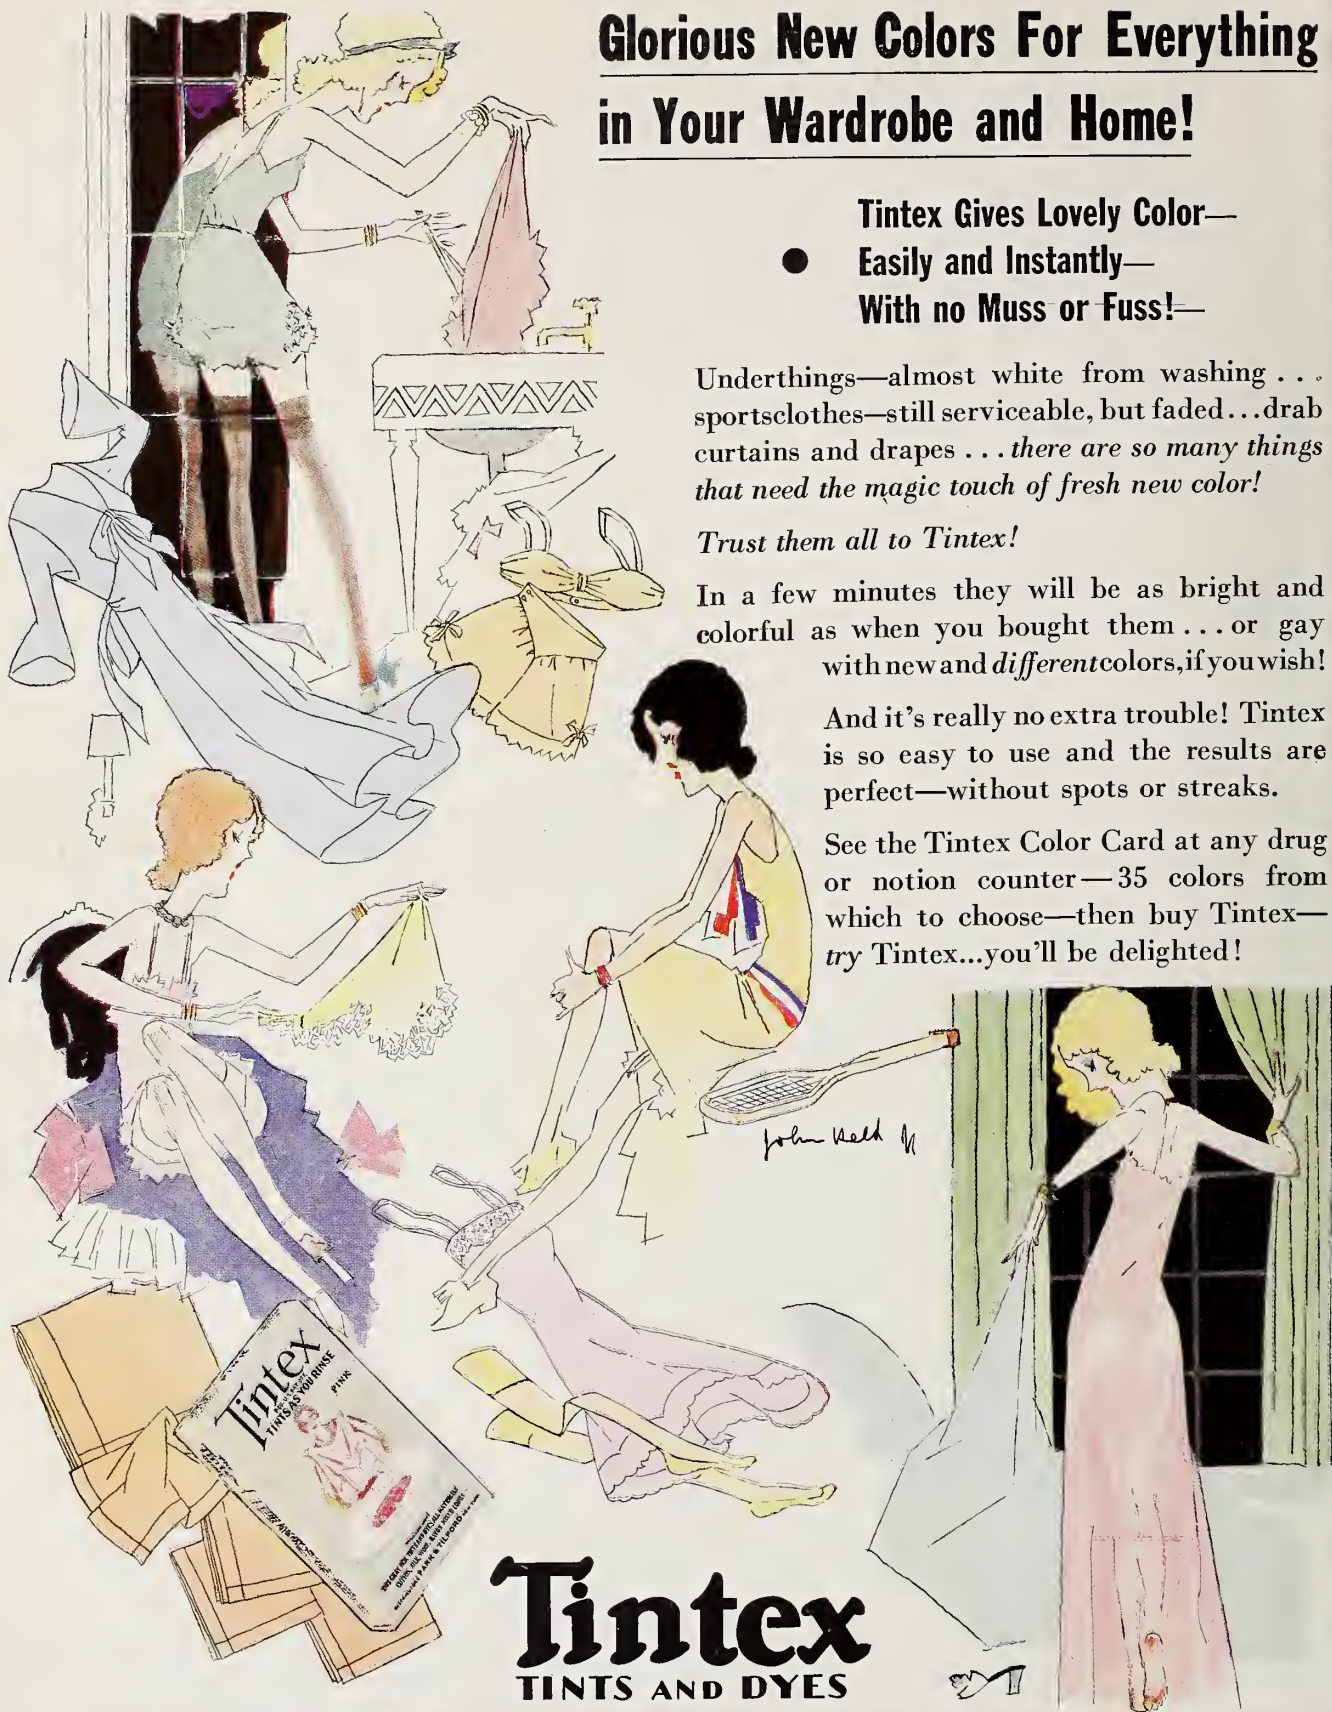 Glorious New Colors For Everything
in Your Wardrobe and Home!
Tintex Gives Lovely Color—
● Easily and Instantly—
With no Muss or Fuss!—
Underthings—almost white from washing . . .
sportsclothes—still serviceable, but faded...drab
curtains and drapes . . . there are so many things
that need the magic touch of fresh new color!
Trust them all to Tintex!
In a few minutes they will be as bright and
colorful as when you bought them . . . or gay
with new and different colors, if you wish!
And it's really no extra trouble! Tintex
is so easy to use and the results are
perfect—without spots or streaks.
See the Tintex Color Card at any drug
or notion counter—35 colors from
which to choose—then buy Tintex—
try Tintex...you'll be delighted!
John Held Jr
Tintex
TINTS AS YOU RINSE
PINK
PARK & TILFORD
Tintex
TINTS AND DYES